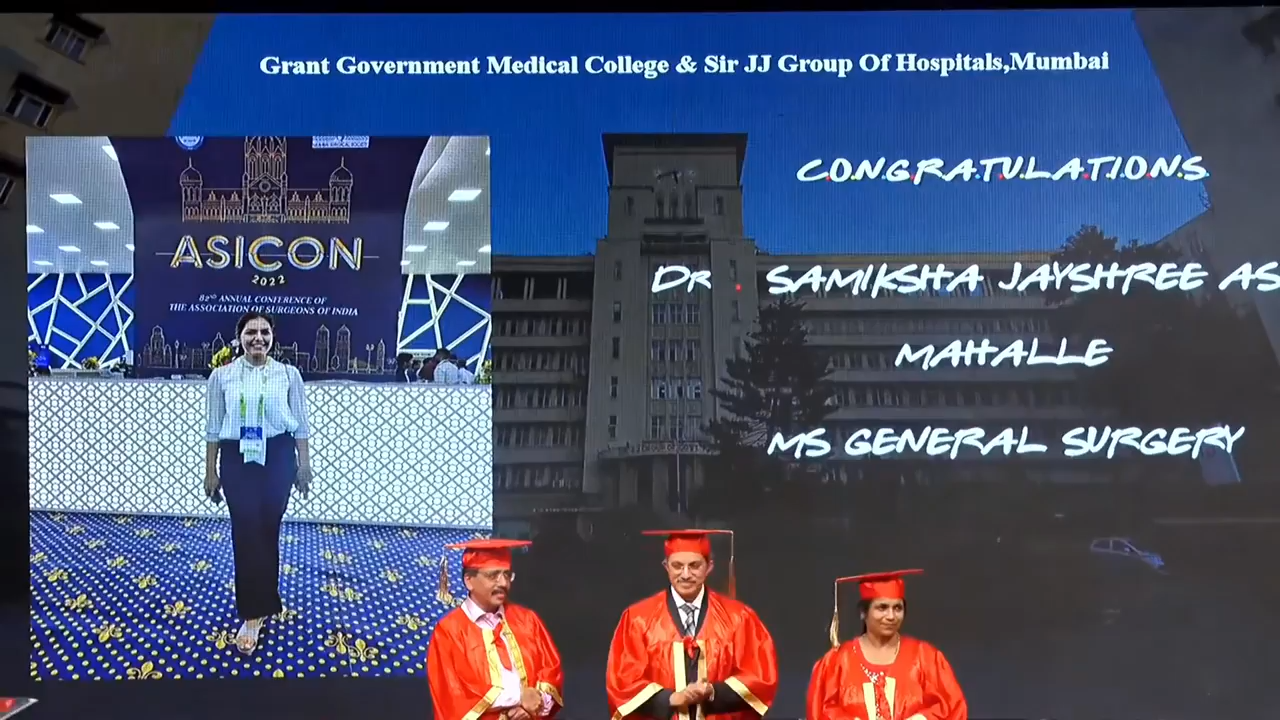 Grant Government Medical College & Sir JJ Group Of Hospitals,Mumbai
ASICON
2022
82ND ANNUAL CONFERENCE OF
THE ASSOCIATION OF SURGEONS OF INDIA
CONGRATULATIONS
DR . SAMIKSHA JAYSHREE AS
MAHALLE
MS GENERAL SURGERY